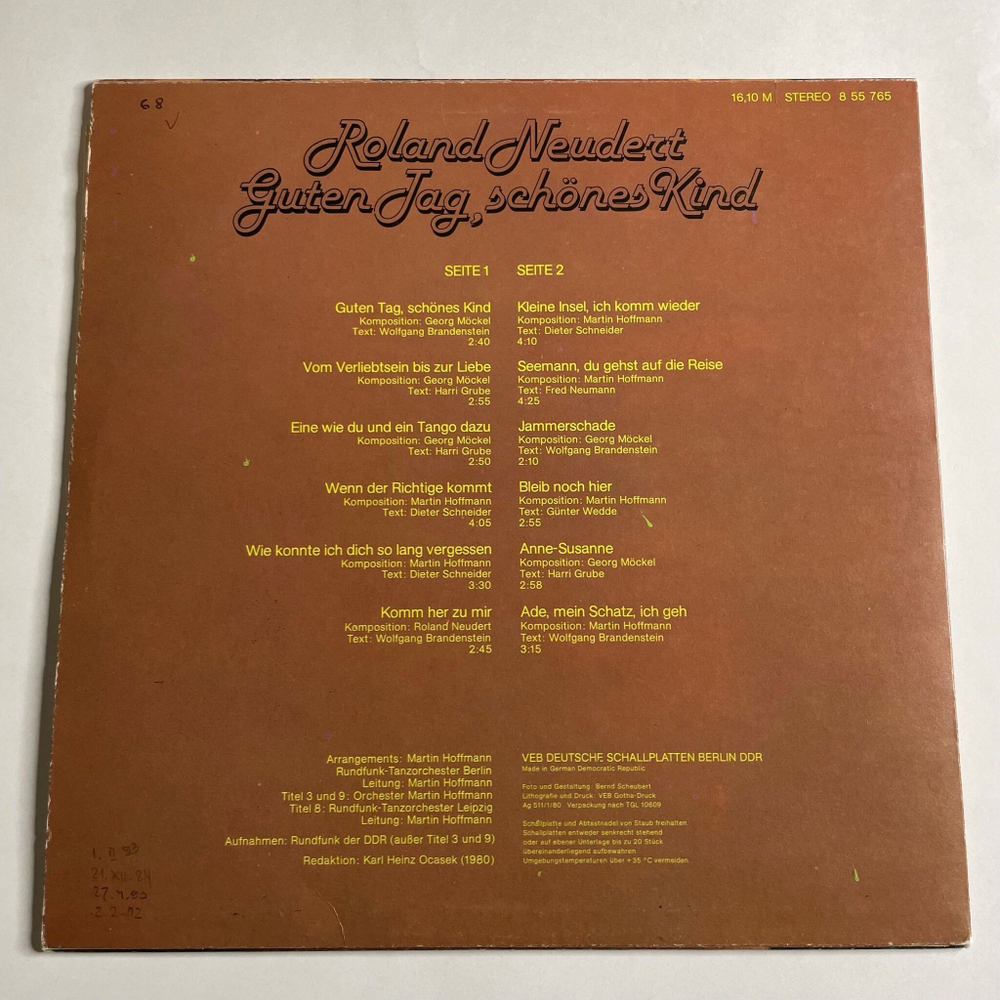 68
16,10 M STEREO 8 55 765
Roland Neudert
Guten Tag, schönes Kind
SEITE 1
Guten Tag, schönes Kind
Komposition: Georg Möckel
Text: Wolfgang Brandenstein
2:40
Vom Verliebtsein bis zur Liebe
Komposition: Georg Möckel
Text: Harri Grube
2:55
Eine wie du und ein Tango dazu
Komposition: Georg Möckel
Text: Harri Grube
2:50
Wenn der Richtige kommt
Komposition: Martin Hoffmann
Text: Dieter Schneider
4:05
Wie konnte ich dich so lang vergessen
Komposition: Martin Hoffmann
Text: Dieter Schneider
3:30
Komm her zu mir
Komposition: Roland Neudert
Text: Wolfgang Brandenstein
2:45
SEITE 2
Kleine Insel, ich komm wieder
Komposition: Martin Hoffmann
Text: Dieter Schneider
4:10
Seemann, du gehst auf die Reise
Komposition: Martin Hoffmann
Text: Fred Neumann
4:25
Jammerschade
Komposition: Georg Möckel
Text: Wolfgang Brandenstein
2:10
Bleib noch hier
Komposition: Martin Hoffmann
Text: Günter Wedde
2:55
Anne-Susanne
Komposition: Georg Möckel
Text: Harri Grube
2:58
Ade, mein Schatz, ich geh
Komposition: Martin Hoffmann
Text: Wolfgang Brandenstein
3:15
Arrangements: Martin Hoffmann
Rundfunk-Tanzorchester Berlin
Leitung: Martin Hoffmann
Titel 3 und 9: Orchester Martin Hoffmann
Titel 8: Rundfunk-Tanzorchester Leipzig
Leitung: Martin Hoffmann
Aufnahmen: Rundfunk der DDR (außer Titel 3 und 9)
Redaktion: Karl Heinz Ocasek (1980)
VEB DEUTSCHE SCHALLPLATTEN BERLIN DDR
Made in German Democratic Republic
Foto und Gestaltung: Bernd Scheubert
Lithografie und Druck: VEB Gotha-Druck
Ag 511/1/80 Verpackung nach TGL 10609
Schallplatte und Abtastnadel von Staub freihalten.
Schallplatten entweder senkrecht stehend
oder auf ebener Unterlage bis zu 20 Stück
übereinanderliegend aufbewahren.
Umgebungstemperaturen über +35 °C vermeiden.